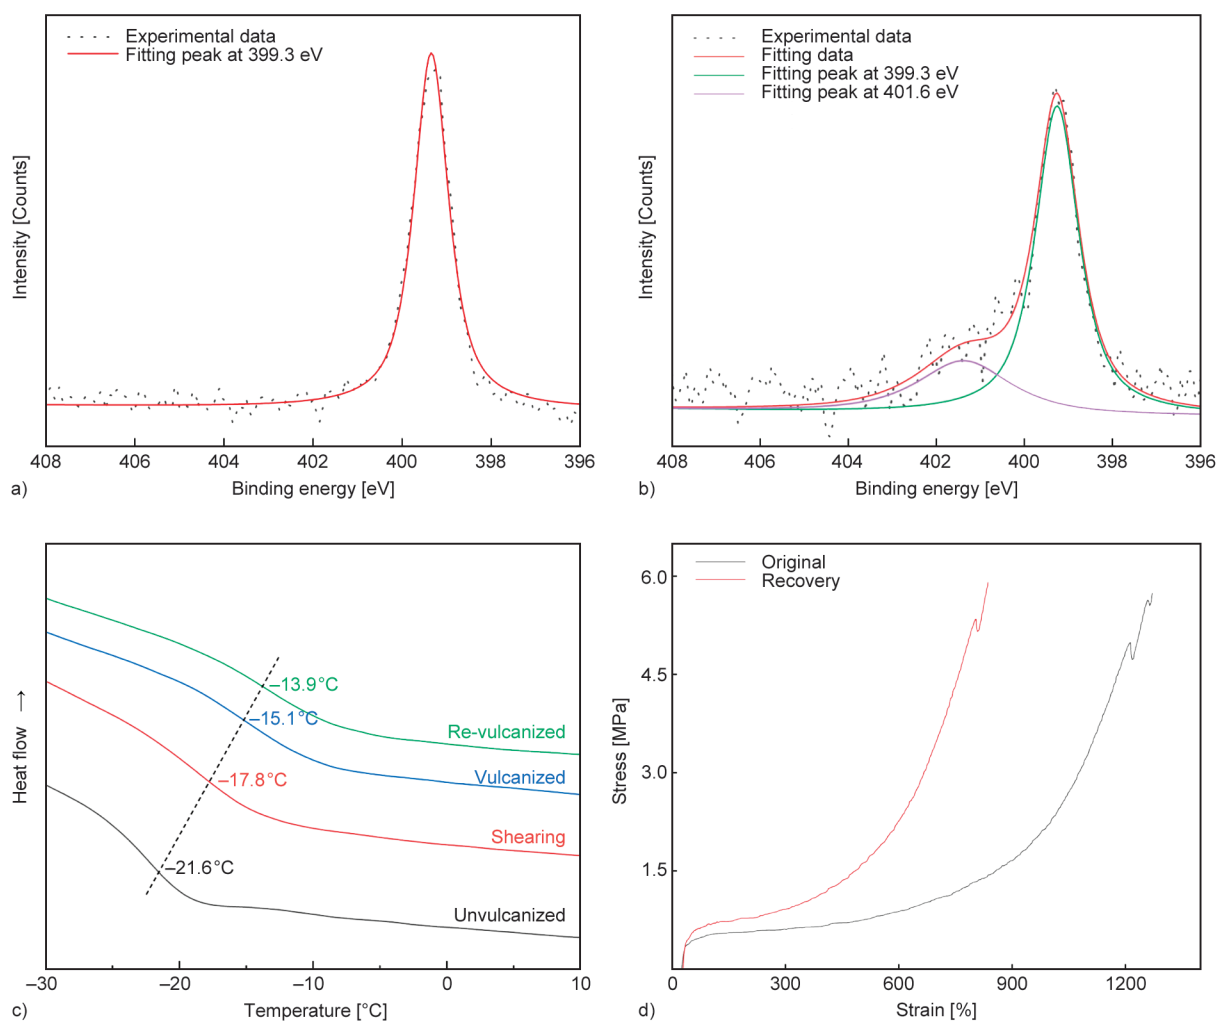 Experimental data
Fitting peak at 399.3 eV
Intensity [Counts]
408 406 404 402 400 398 396
Binding energy [eV]
a)
Experimental data
Fitting data
Fitting peak at 399.3 eV
Fitting peak at 401.6 eV
Intensity [Counts]
408 406 404 402 400 398 396
Binding energy [eV]
b)
–13.9°C
–15.1°C
Re-vulcanized
–17.8°C
Vulcanized
Shearing
–21.6°C
Unvulcanized
Heat flow →
–30 –20 –10 0 10
Temperature [°C]
c)
Original
Recovery
6.0
4.5
3.0
1.5
Stress [MPa]
0 300 600 900 1200
Strain [%]
d)